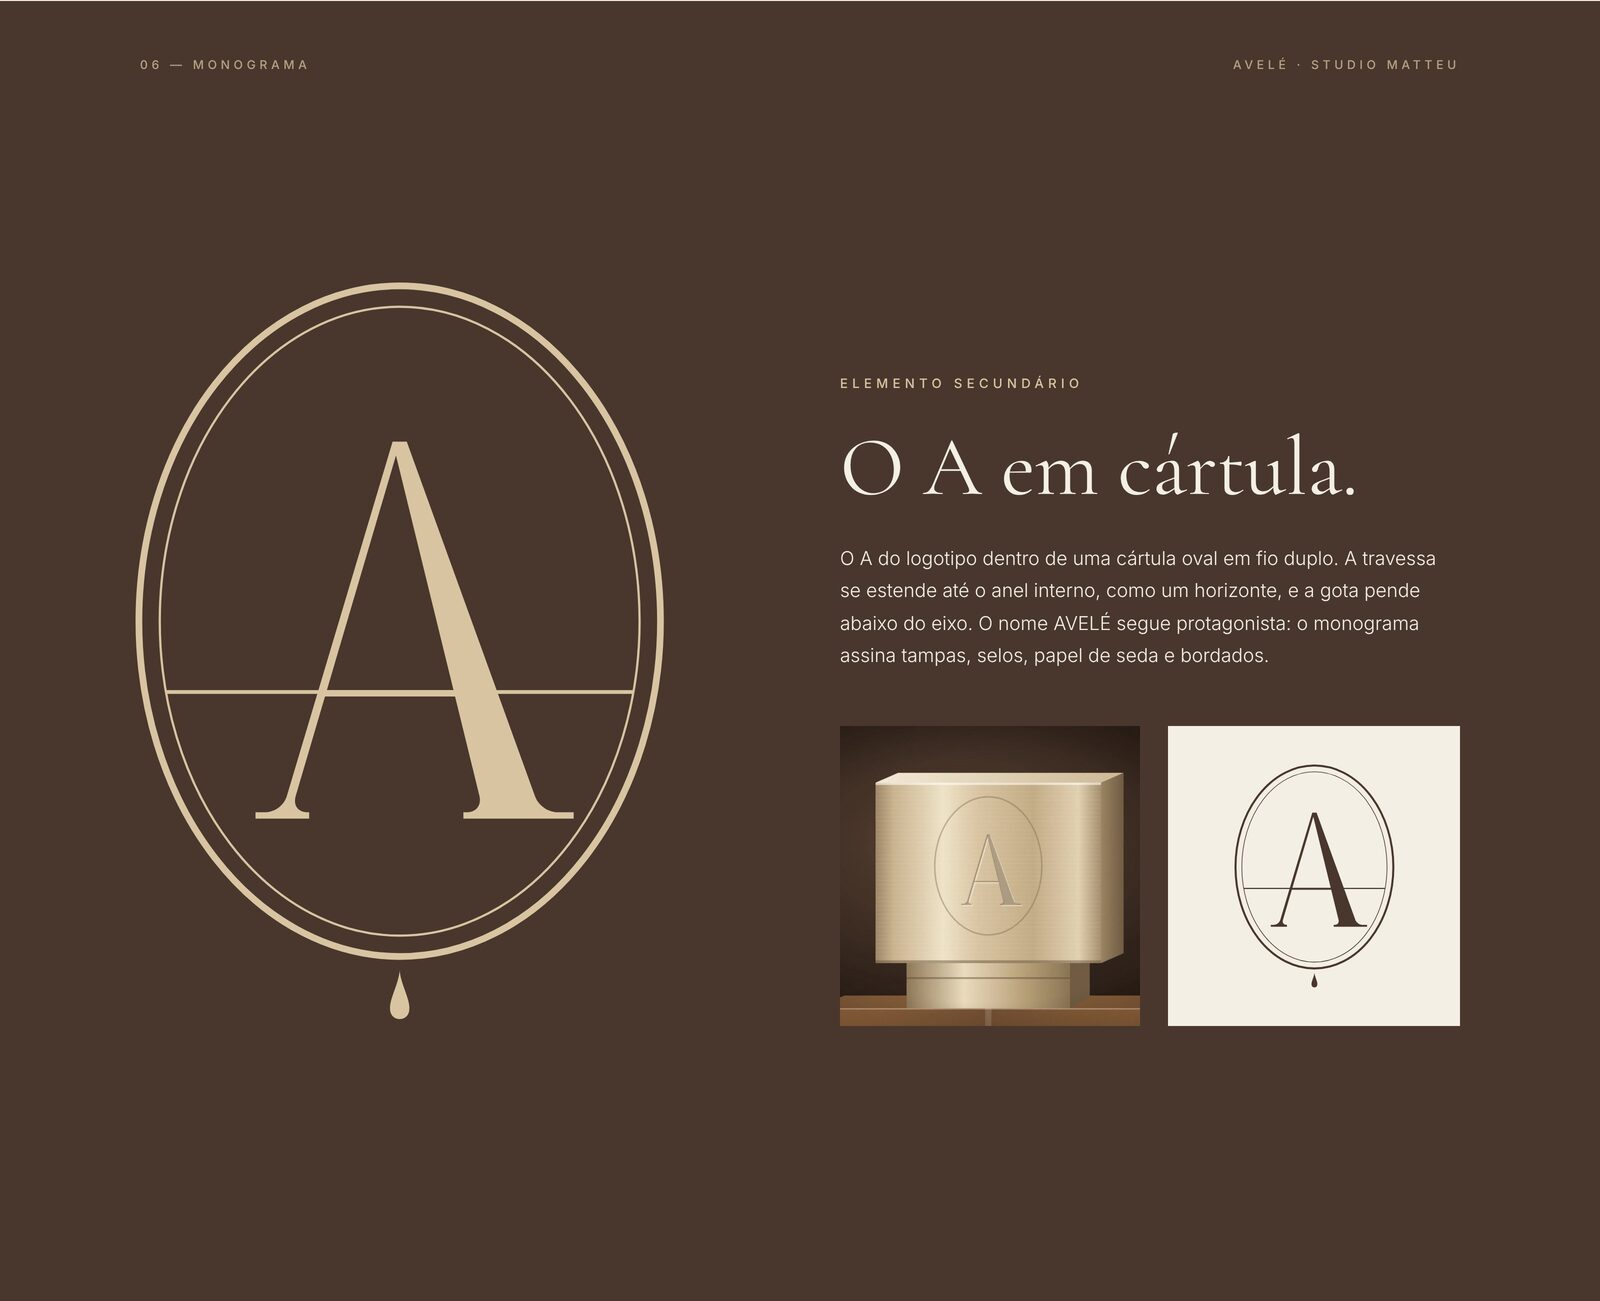 06 — MONOGRAMA
AVELÉ · STUDIO MATTEU
A
ELEMENTO SECUNDÁRIO
O A em cártula.
O A do logotipo dentro de uma cártula oval em fio duplo. A travessa
se estende até o anel interno, como um horizonte, e a gota pende
abaixo do eixo. O nome AVELÉ segue protagonista: o monograma
assina tampas, selos, papel de seda e bordados.
A
A